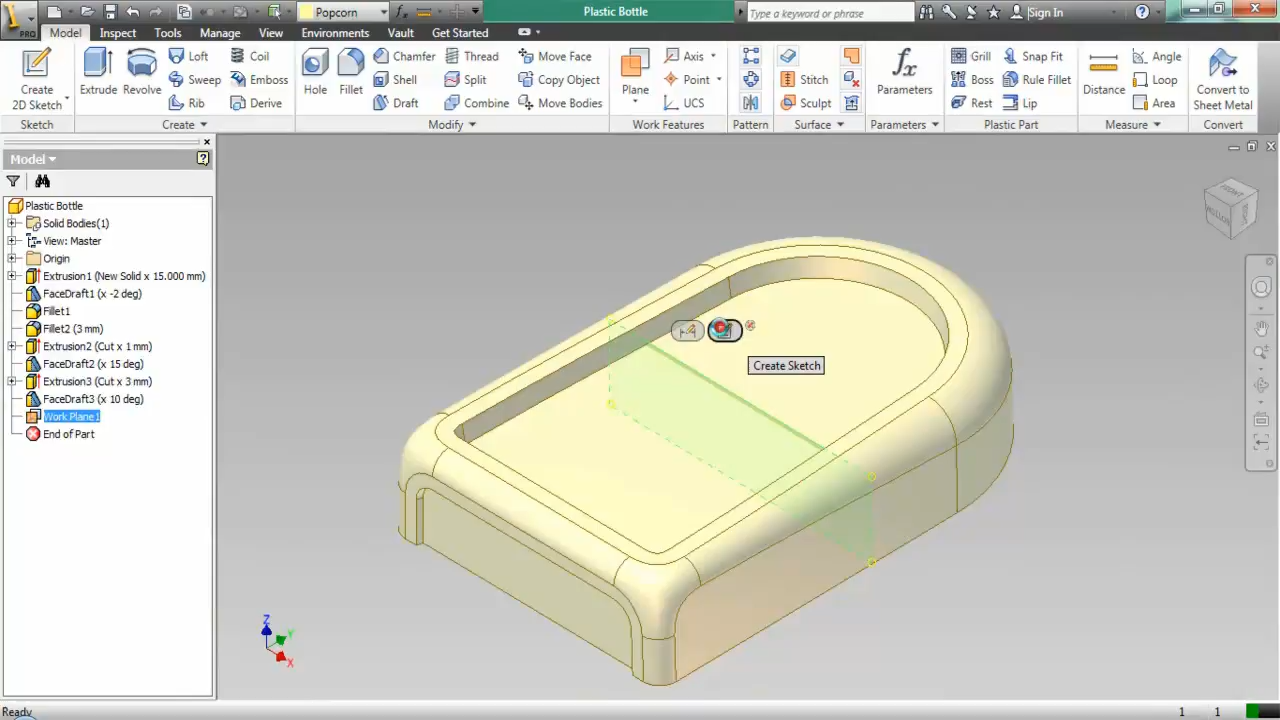 PRO
Popcorn
Plastic Bottle
Type a keyword or phrase
Sign In
Model Inspect Tools Manage View Environments Vault Get Started
Create 2D Sketch
Extrude
Revolve
Loft
Sweep
Rib
Coil
Emboss
Derive
Hole
Fillet
Chamfer
Shell
Draft
Thread
Split
Combine
Move Face
Copy Object
Move Bodies
Plane
Axis
Point
UCS
Stitch
Sculpt
Parameters
Grill
Boss
Rest
Snap Fit
Rule Fillet
Lip
Distance
Angle
Loop
Area
Convert to Sheet Metal
Sketch Create Modify Work Features Pattern Surface Parameters Plastic Part Measure Convert
Model
Plastic Bottle
Solid Bodies(1)
View: Master
Origin
Extrusion1 (New Solid x 15.000 mm)
FaceDraft1 (x -2 deg)
Fillet1
Fillet2 (3 mm)
Extrusion2 (Cut x 1 mm)
FaceDraft2 (x 15 deg)
Extrusion3 (Cut x 3 mm)
FaceDraft3 (x 10 deg)
Work Plane1
End of Part
Create Sketch
FRONT
Z
Y
X
Ready
1 1